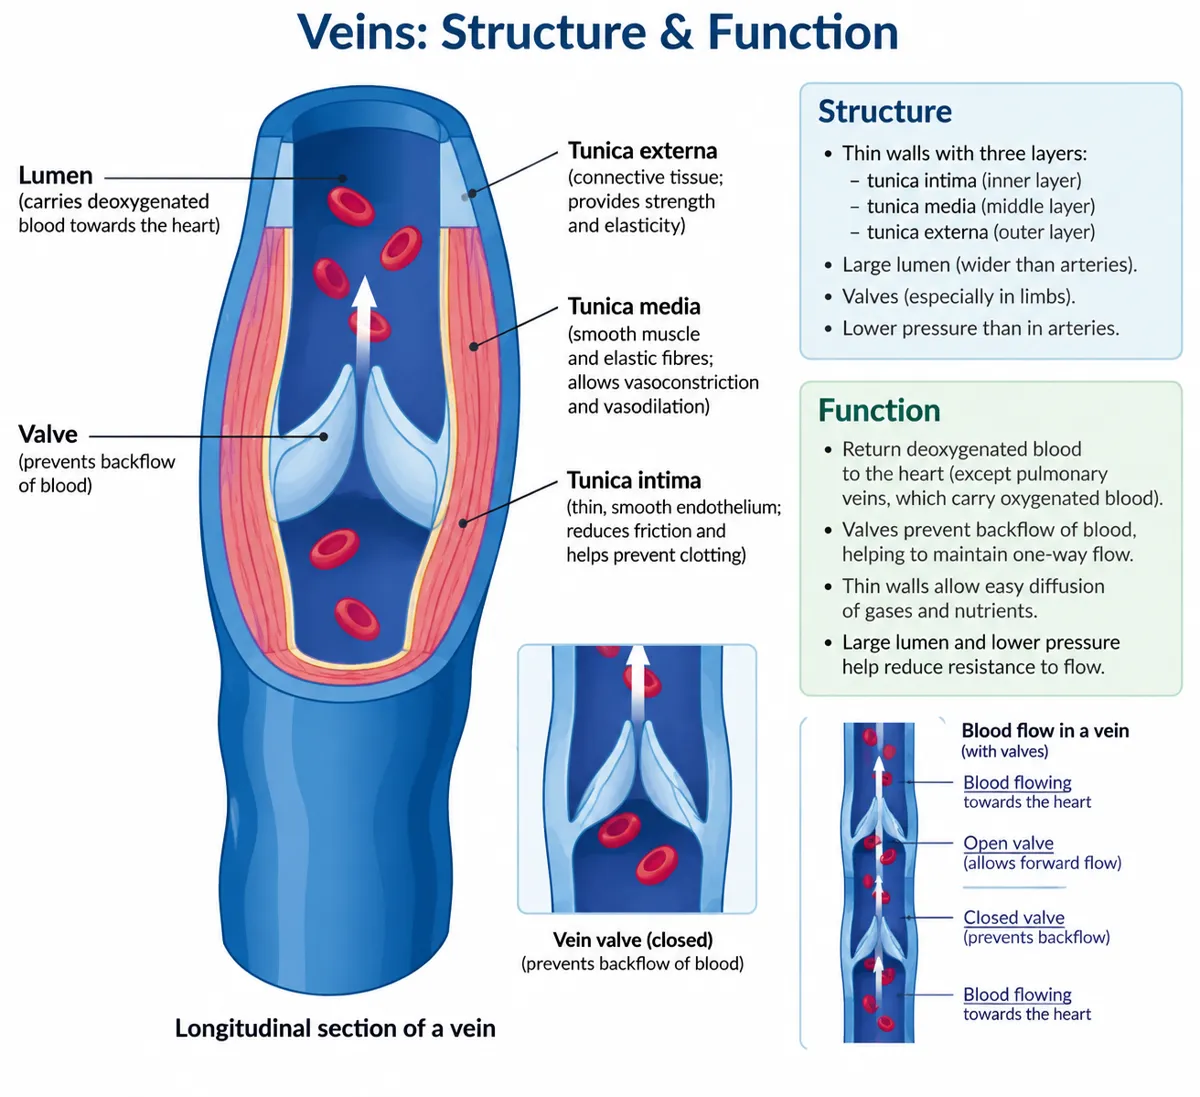 Veins: Structure & Function
Lumen
(carries deoxygenated
blood towards the heart)
Valve
(prevents backflow
of blood)
Tunica externa
(connective tissue;
provides strength
and elasticity)
Tunica media
(smooth muscle
and elastic fibres;
allows vasoconstriction
and vasodilation)
Tunica intima
(thin, smooth endothelium;
reduces friction and
helps prevent clotting)
Longitudinal section of a vein
Vein valve (closed)
(prevents backflow of blood)
Structure
• Thin walls with three layers:
– tunica intima (inner layer)
– tunica media (middle layer)
– tunica externa (outer layer)
• Large lumen (wider than arteries).
• Valves (especially in limbs).
• Lower pressure than in arteries.
Function
• Return deoxygenated blood
to the heart (except pulmonary
veins, which carry oxygenated blood).
• Valves prevent backflow of blood,
helping to maintain one-way flow.
• Thin walls allow easy diffusion
of gases and nutrients.
• Large lumen and lower pressure
help reduce resistance to flow.
Blood flow in a vein
(with valves)
Blood flowing
towards the heart
Open valve
(allows forward flow)
Closed valve
(prevents backflow)
Blood flowing
towards the heart